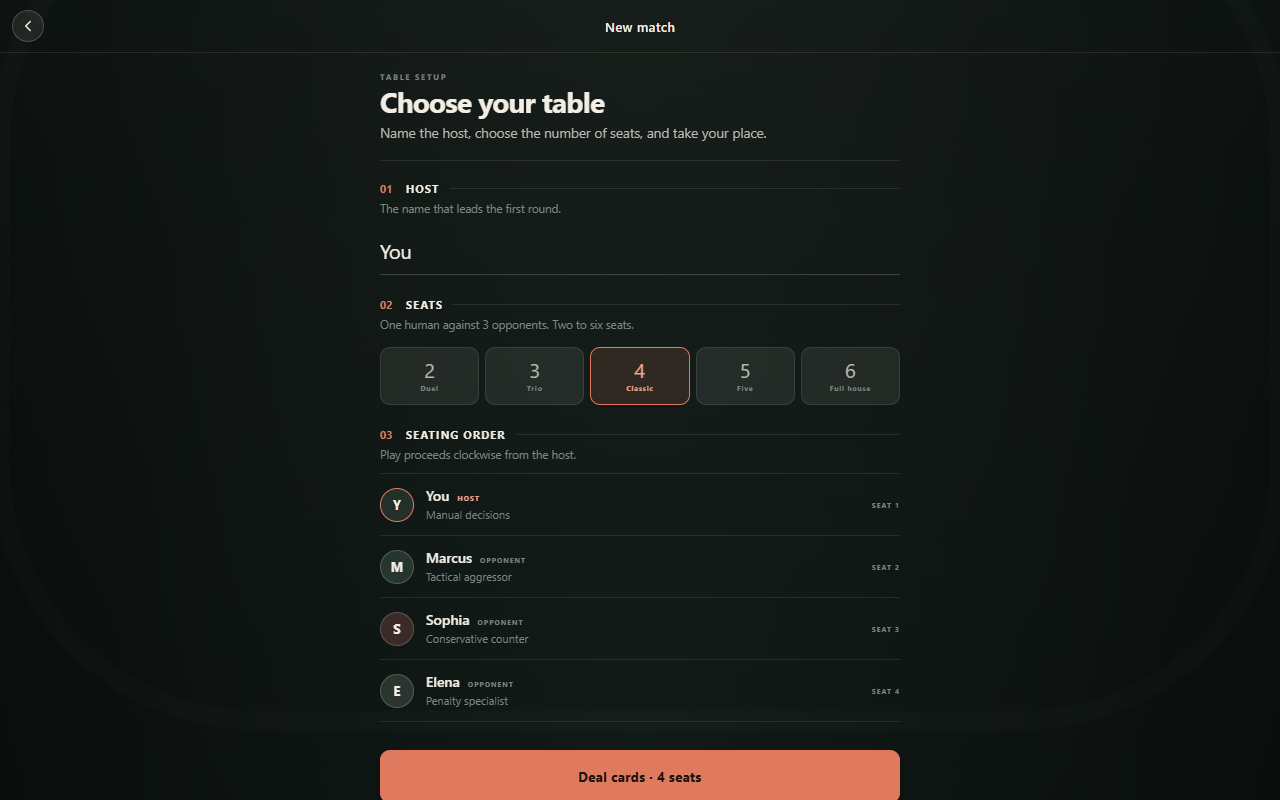 New match
TABLE SETUP
Choose your table
Name the host, choose the number of seats, and take your place.
01 HOST
The name that leads the first round.
You
02 SEATS
One human against 3 opponents. Two to six seats.
2 3 4 5 6
Duel Trio Classic Five Full house
03 SEATING ORDER
Play proceeds clockwise from the host.
Y You HOST
Manual decisions
SEAT 1
M Marcus OPPONENT
Tactical aggressor
SEAT 2
S Sophia OPPONENT
Conservative counter
SEAT 3
E Elena OPPONENT
Penalty specialist
SEAT 4
Deal cards · 4 seats